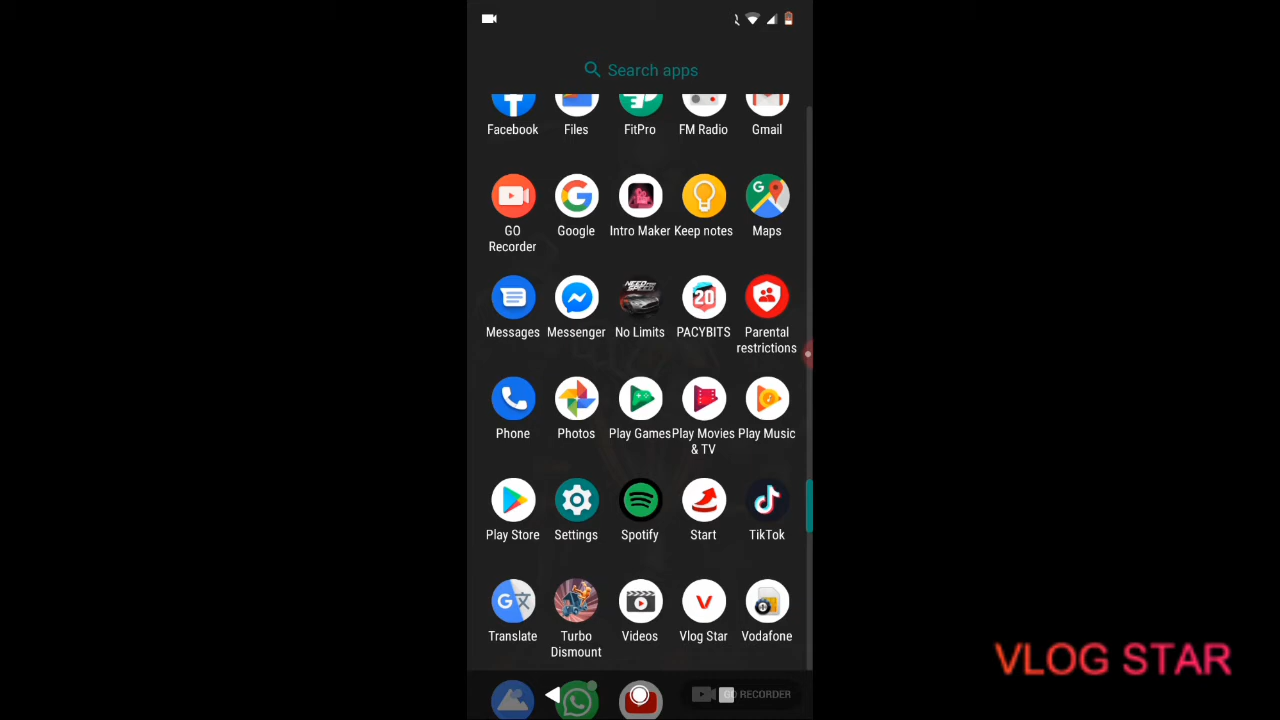 Search apps
Facebook Files FitPro FM Radio Gmail
GO Recorder Google Intro Maker Keep notes Maps
Messages Messenger No Limits PACYBITS Parental restrictions
Phone Photos Play Games Play Movies & TV Play Music
Play Store Settings Spotify Start TikTok
Translate Turbo Dismount Videos Vlog Star Vodafone
GO RECORDER
VLOG STAR